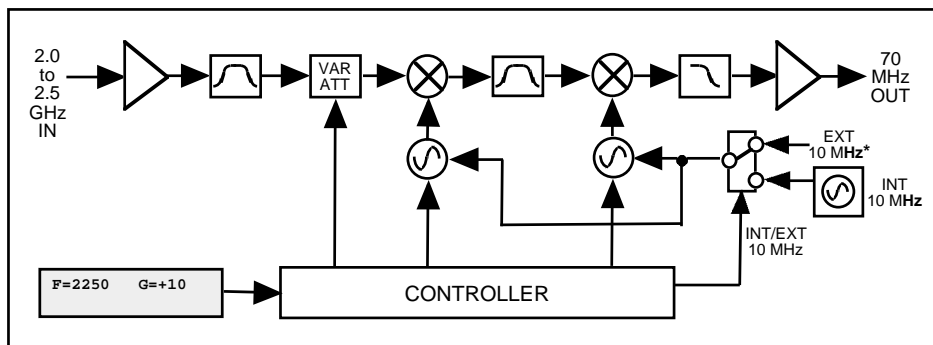 2.0
to
2.5
GHz
IN
VAR
ATT
70
MHz
OUT
EXT
10 MHz*
INT
10 MHz
INT/EXT
10 MHz
F=2250 G=+10
CONTROLLER